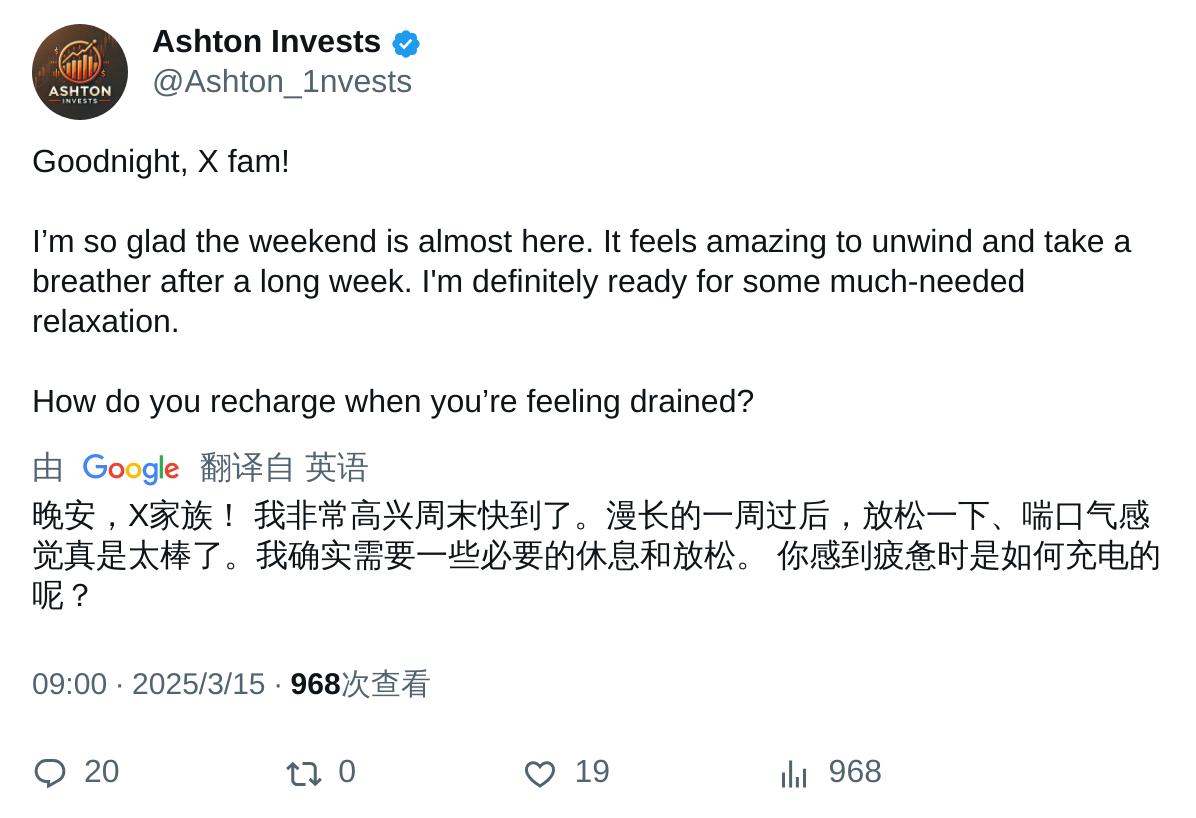 Ashton Invests
@Ashton_1nvests
ASHTON
INVESTS
Goodnight, X fam!
I’m so glad the weekend is almost here. It feels amazing to unwind and take a
breather after a long week. I'm definitely ready for some much-needed
relaxation.
How do you recharge when you’re feeling drained?
由 Google 翻译自 英语
晚安，X家族！ 我非常高兴周末快到了。漫长的一周过后，放松一下、喘口气感
觉真是太棒了。我确实需要一些必要的休息和放松。 你感到疲惫时是如何充电的
呢？
09:00 · 2025/3/15 · 968次查看
20 0 19 968